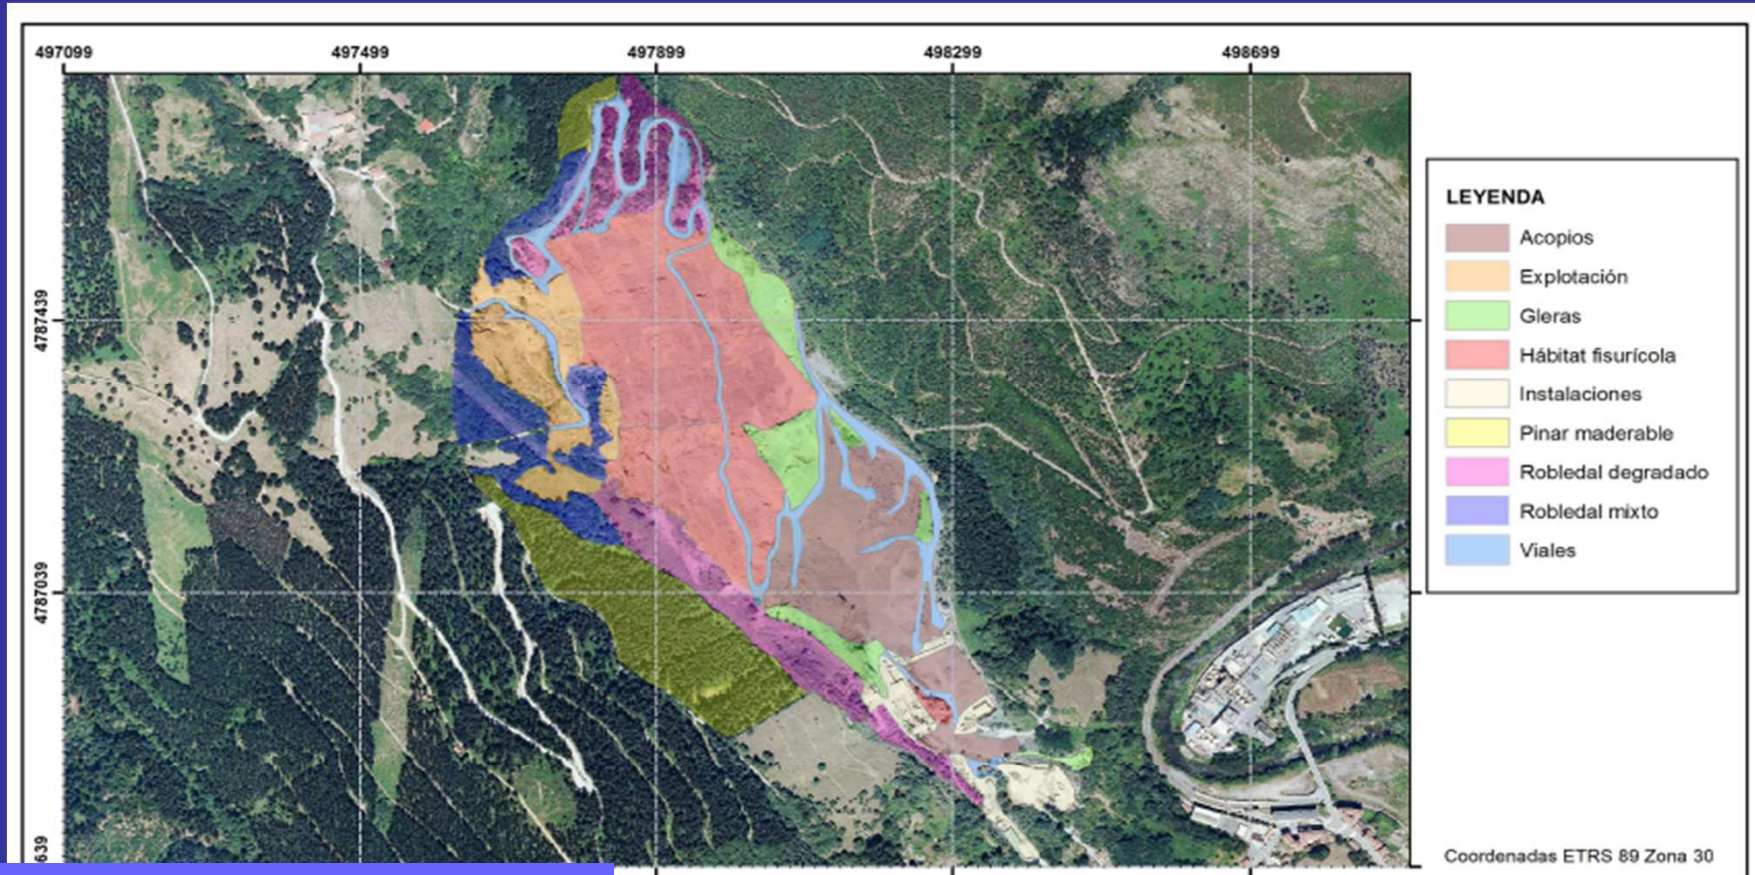 497099 497499 497899 498299 498699
4787439
4787039
639
LEYENDA
Acopios
Explotación
Gleras
Hábitat fisurícola
Instalaciones
Pinar maderable
Robledal degradado
Robledal mixto
Viales
Coordenadas ETRS 89 Zona 30